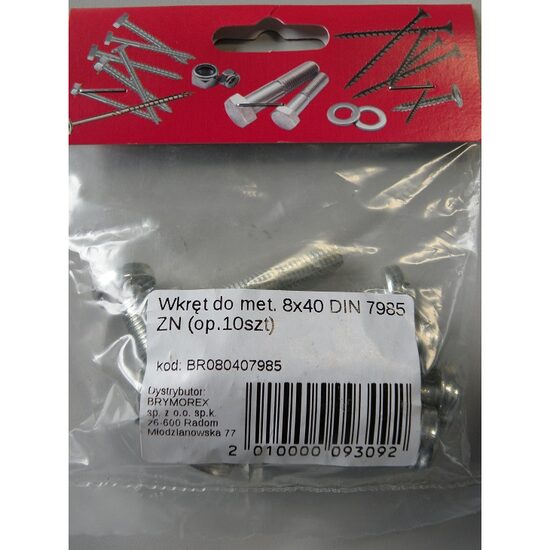 Wkręt do met. 8x40 DIN 7985
ZN (op.10szt)
kod: BR080407985
Dystrybutor:
BRYMOREX
sp. z o.o. sp.k.
26-600 Radom
Młodzianowska 77
2 010000 093092